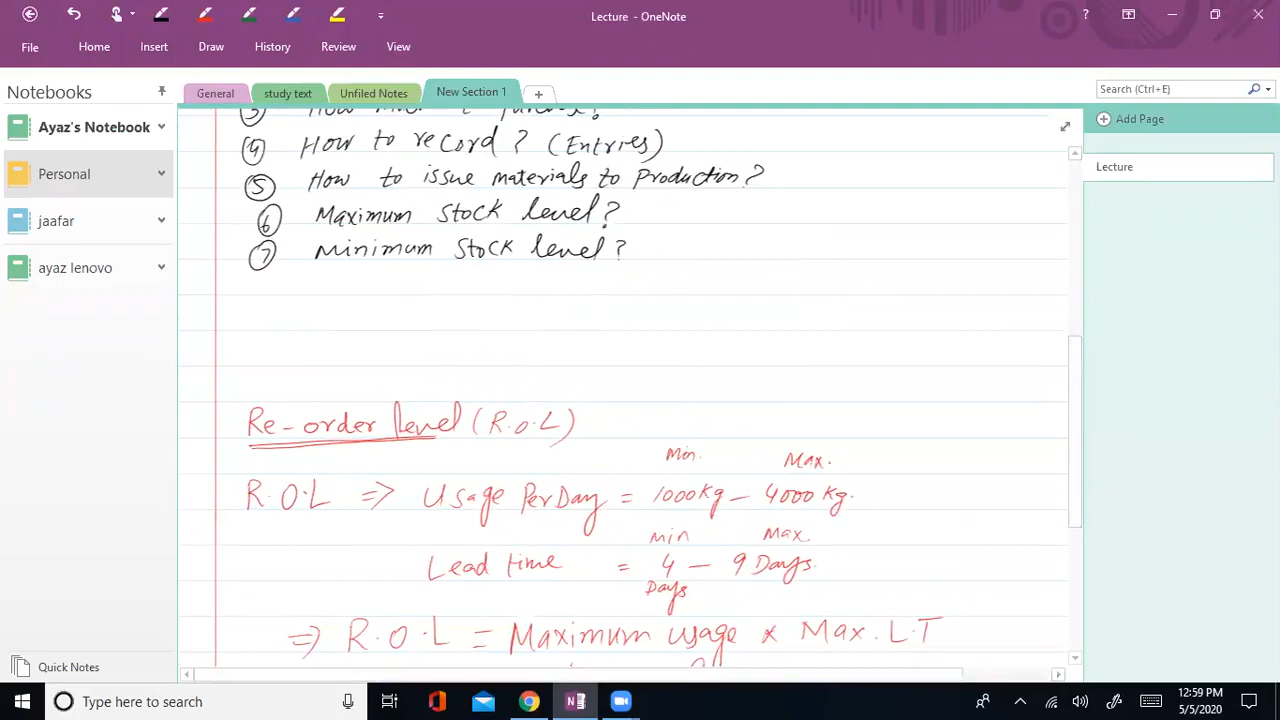 Lecture - OneNote
?
File
Home
Insert
Draw
History
Review
View
Notebooks
General
study text
Unfiled Notes
New Section 1
Search (Ctrl+E)
Ayaz's Notebook
Personal
jaafar
ayaz lenovo
Add Page
Lecture
③ How
④ How to record ? (Entries)
⑤ How to issue materials to production ?
⑥ Maximum Stock level ?
⑦ Minimum Stock level ?
Re-order level (R.O.L)
Min. Max.
R.O.L => Usage Per Day = 1000 Kg - 4000 Kg.
Min Max.
Lead time = 4 - 9 Days.
Days
=> R.O.L = Maximum usage x Max. L.T
Quick Notes
Type here to search
12:59 PM
5/5/2020